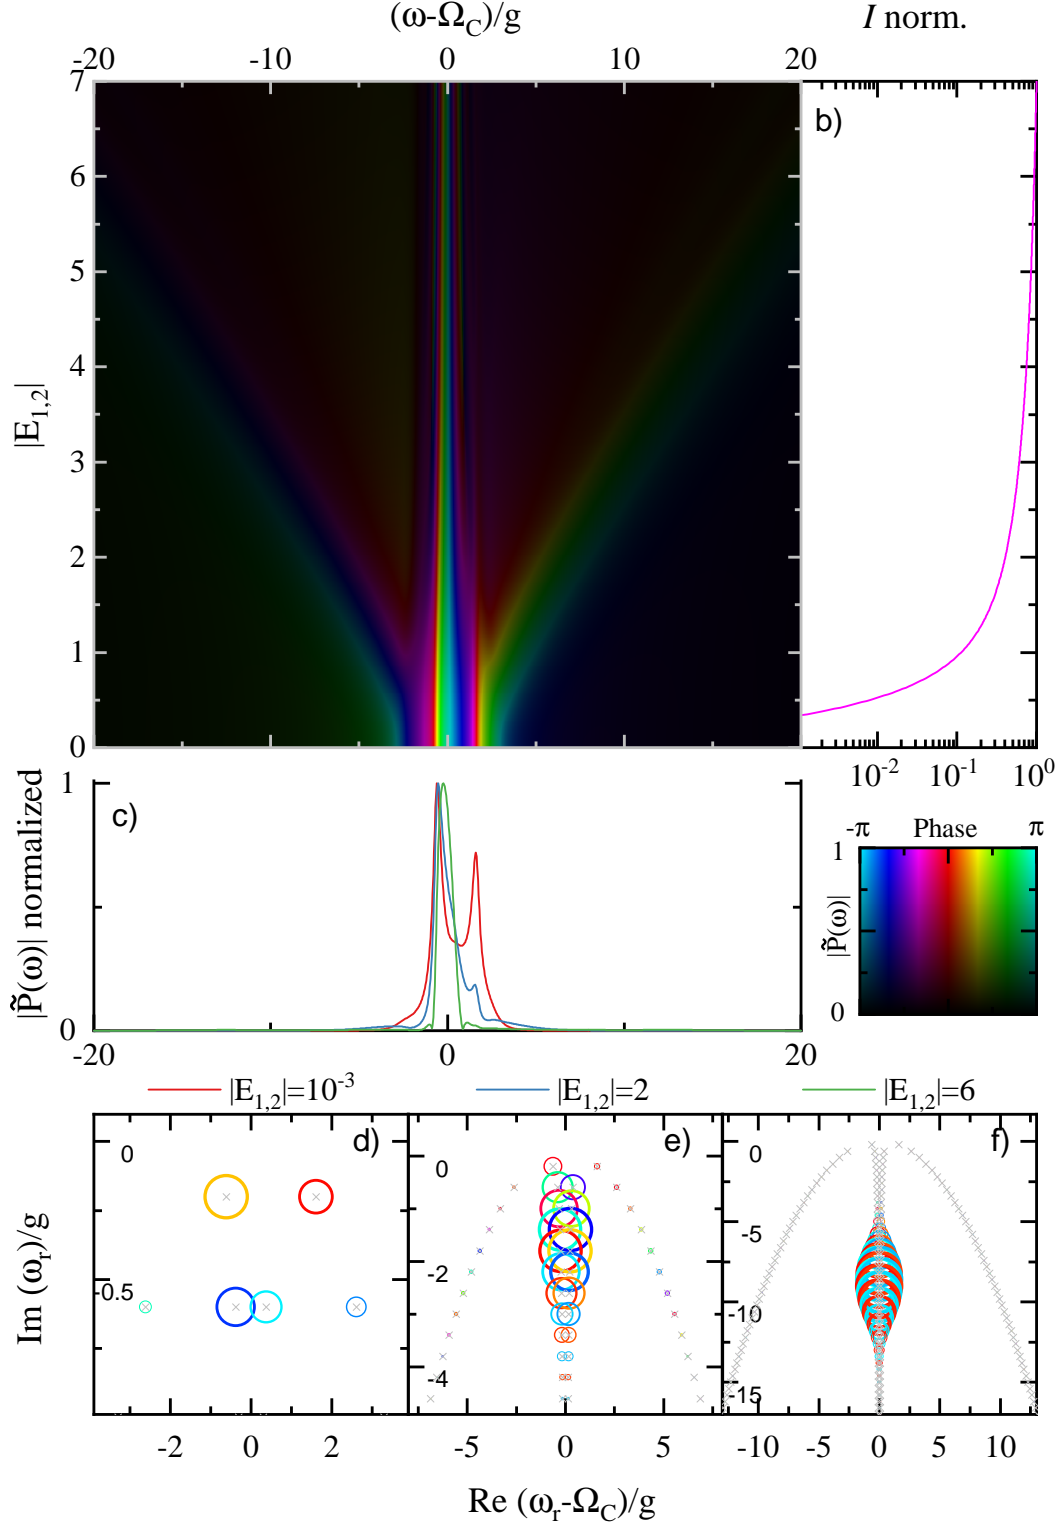 (ω-Ω_C)/g
I norm.
-20 -10 0 10 20
7
6
5
4
3
2
1
0
|E_{1,2}|
b)
10^{-2} 10^{-1} 10^{0}
|P̃(ω)| normalized
1
0
c)
-20 0 20
-π Phase π
|P̃(ω)|
1
0
|E_{1,2}|=10^{-3} |E_{1,2}|=2 |E_{1,2}|=6
Im (ω_r)/g
d)
0
-0.5
-2 0 2
e)
0
-2
-4
-5 0 5
f)
0
-5
-10
-15
-10 -5 0 5 10
Re (ω_r-Ω_C)/g